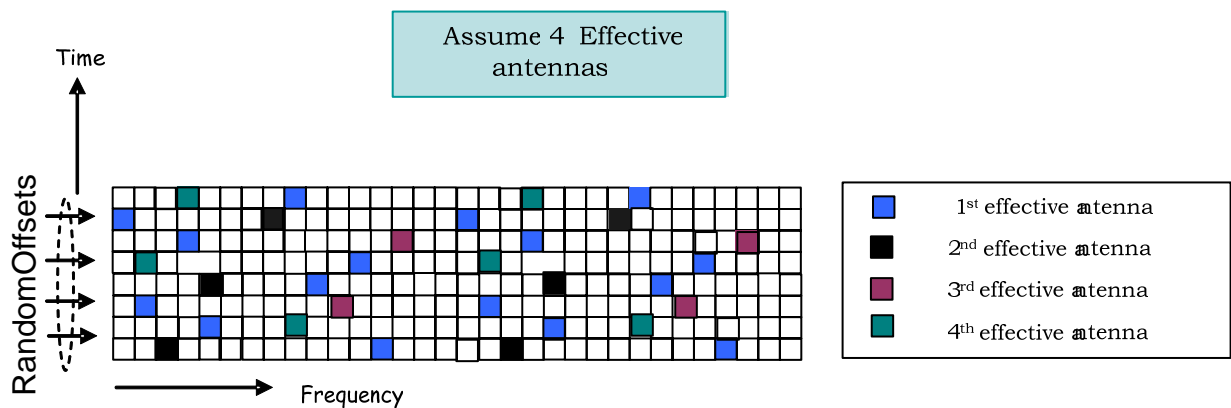 Assume 4 Effective
antennas
Time
RandomOffsets
Frequency
1st effective antenna
2nd effective antenna
3rd effective antenna
4th effective antenna